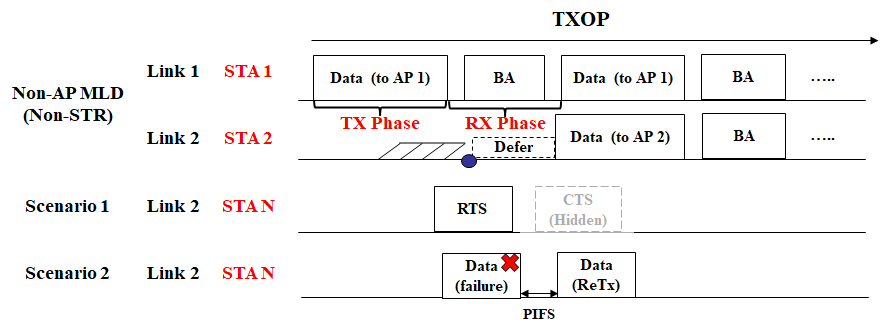 TXOP
Non-AP MLD
(Non-STR)
Link 1 STA 1 Data (to AP 1) BA Data (to AP 1) BA .....
TX Phase RX Phase
Link 2 STA 2 Defer Data (to AP 2) BA .....
Scenario 1 Link 2 STA N RTS CTS
(Hidden)
Scenario 2 Link 2 STA N Data
(failure) Data
(ReTx)
PIFS